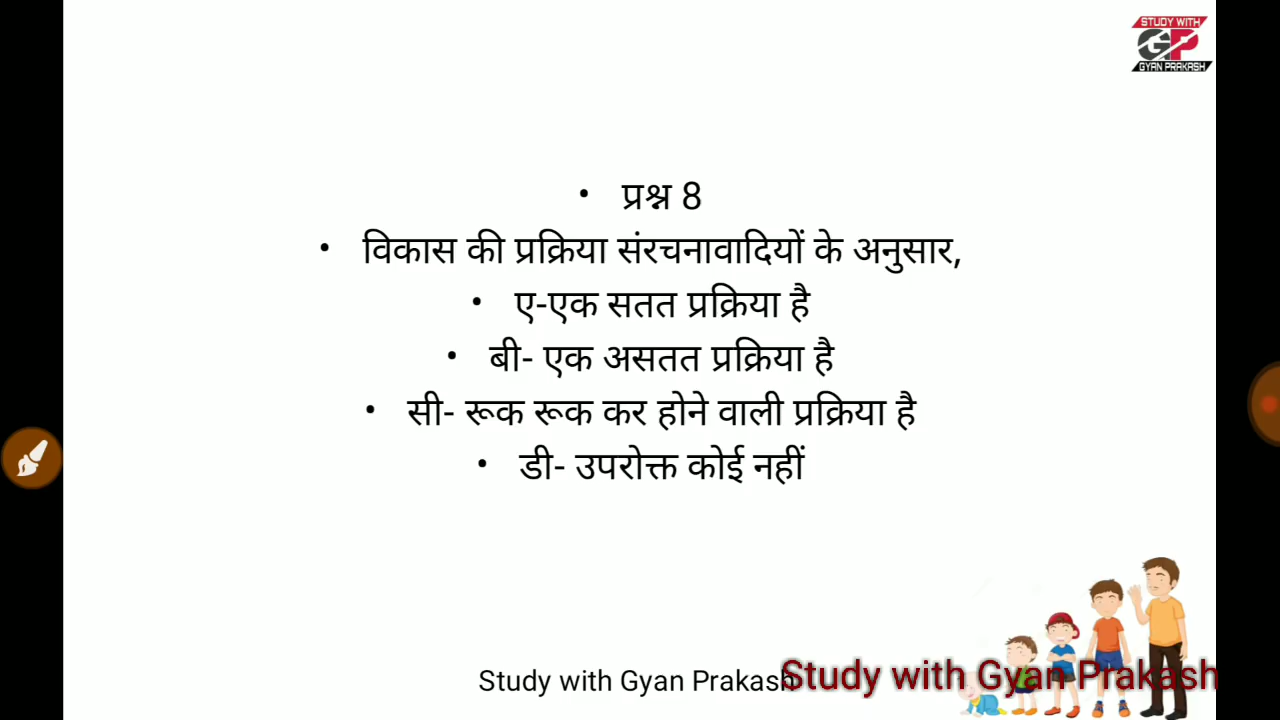 STUDY WITH
GP
GYAN PRAKASH
• प्रश्न 8
• विकास की प्रक्रिया संरचनावादियों के अनुसार,
• ए-एक सतत प्रक्रिया है
• बी- एक असतत प्रक्रिया है
• सी- रूक रूक कर होने वाली प्रक्रिया है
• डी- उपरोक्त कोई नहीं
Study with Gyan Prakash
Study with Gyan Prakash